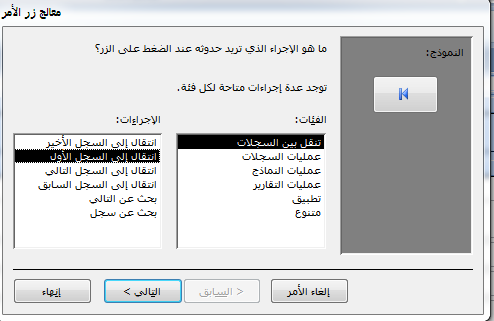 معالج زر الأمر
النموذج:
ما هو الإجراء الذي تريد حدوثه عند الضغط على الزر؟
توجد عدة إجراءات متاحة لكل فئة.
الفئات:
تنقل بين السجلات
عمليات السجلات
عمليات النماذج
عمليات التقارير
تطبيق
متنوع
الإجراءات:
انتقال إلى السجل الأخير
انتقال إلى السجل الأول
انتقال إلى السجل التالي
انتقال إلى السجل السابق
بحث عن التالي
بحث عن سجل
إلغاء الأمر
< السابق
التالي >
إنهاء